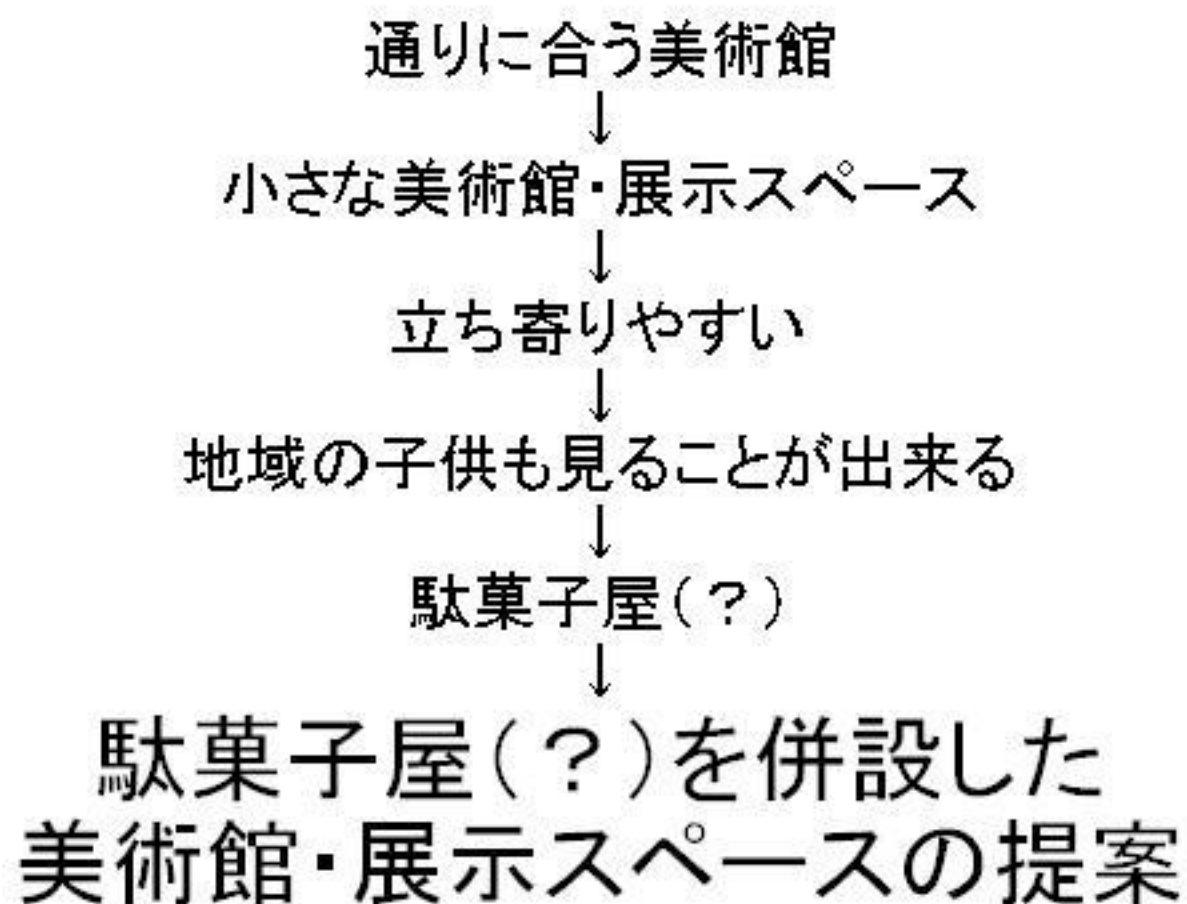 通りに合う美術館
↓
小さな美術館・展示スペース
↓
立ち寄りやすい
↓
地域の子供も見ることが出来る
↓
駄菓子屋(？)
↓
駄菓子屋(？)を併設した
美術館・展示スペースの提案